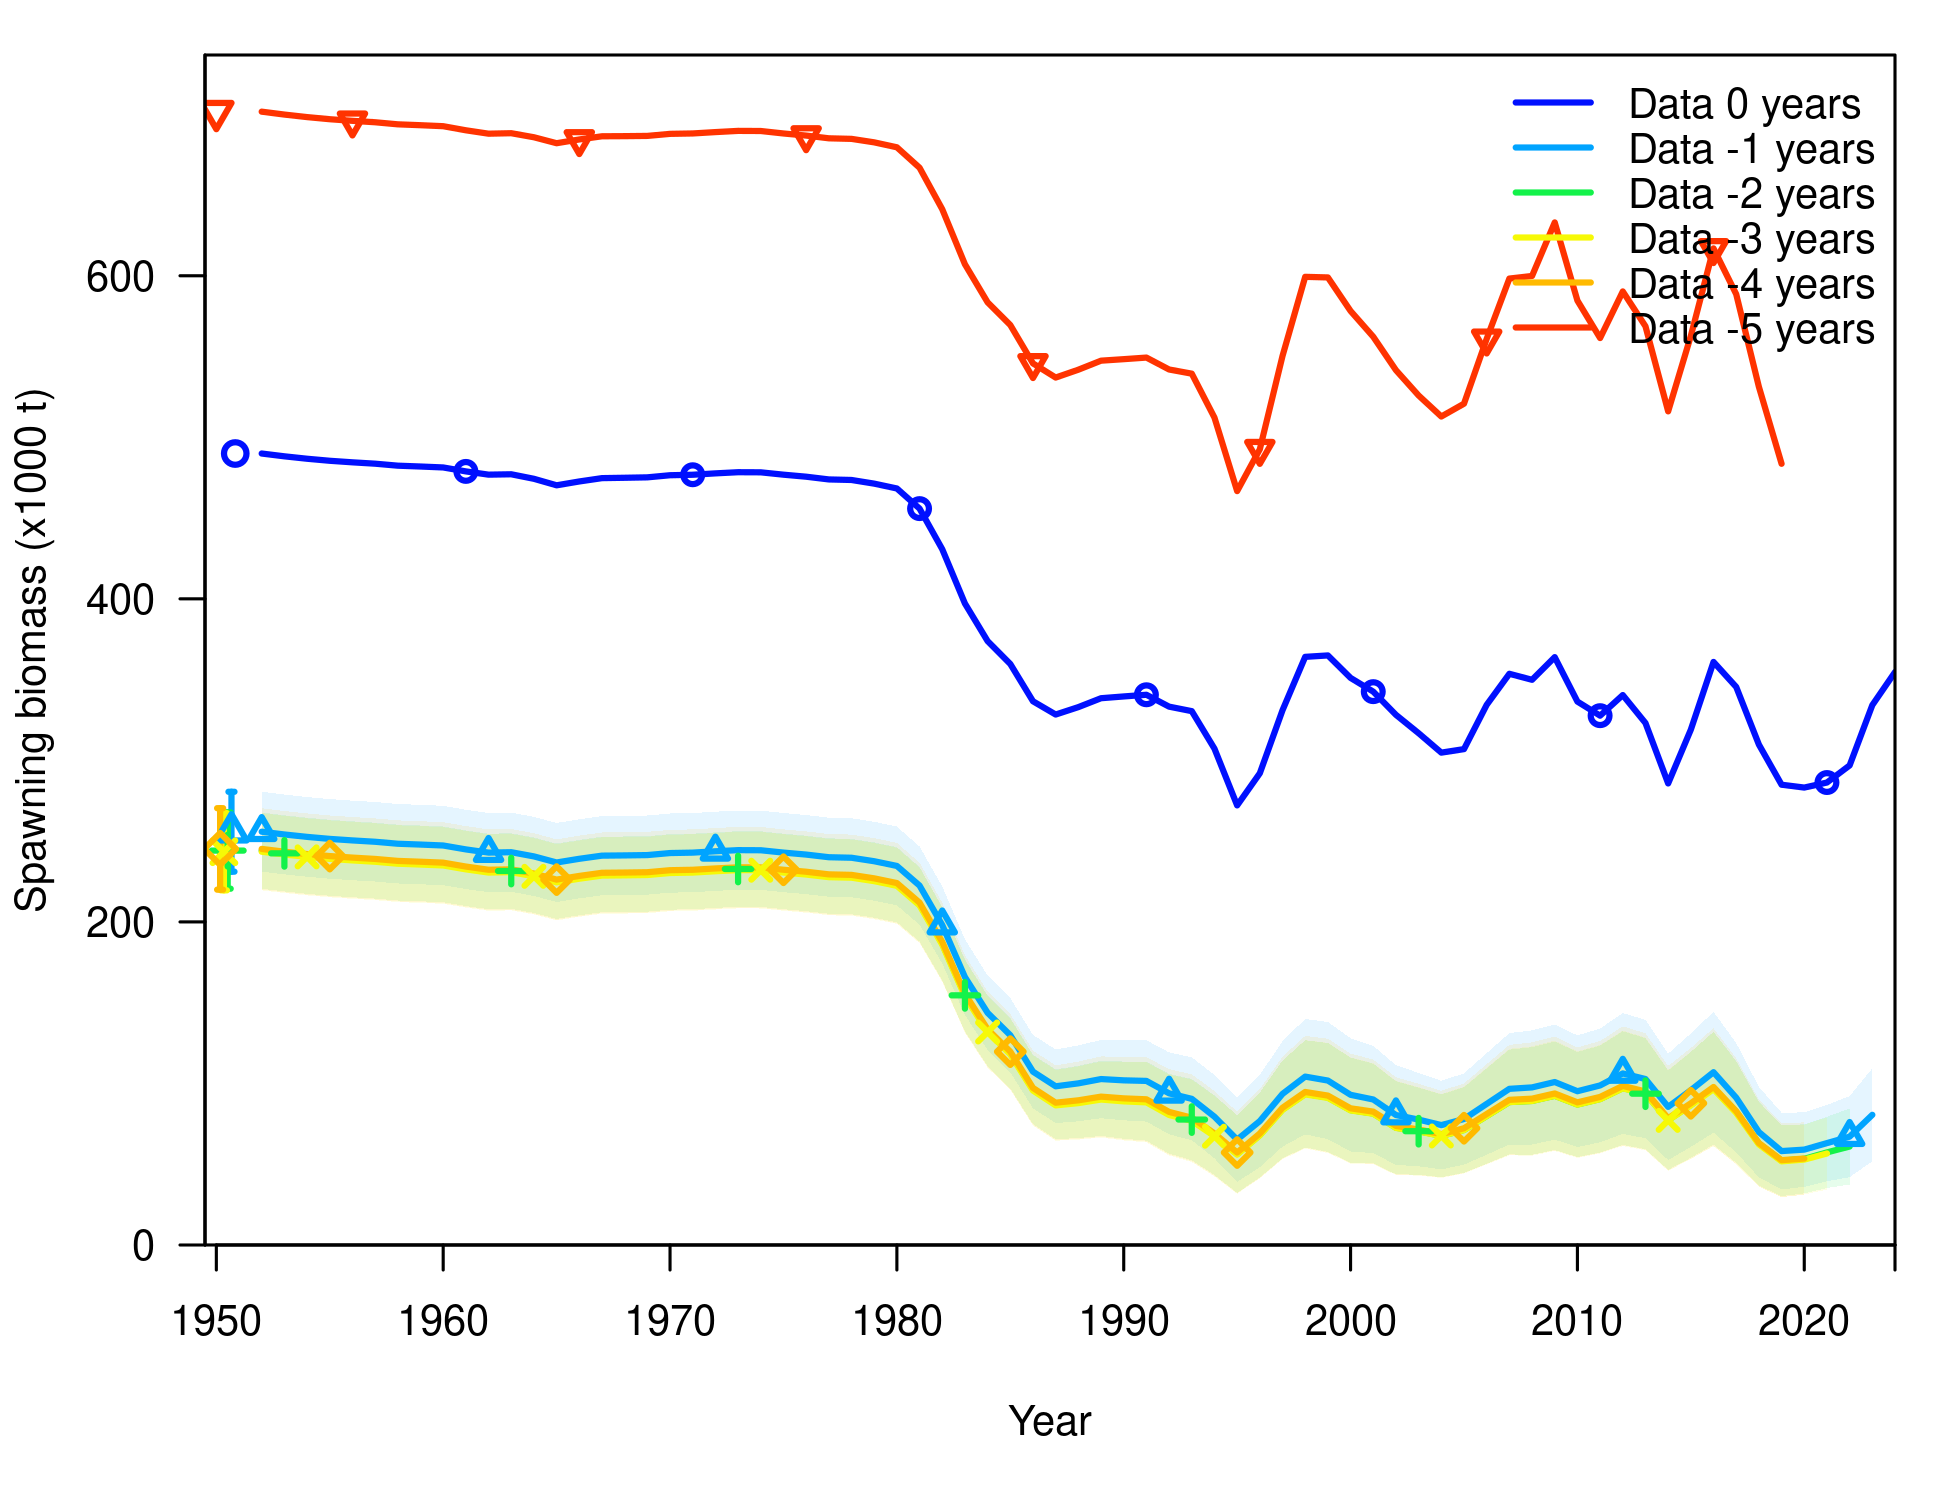 Data 0 years
Data -1 years
Data -2 years
Data -3 years
Data -4 years
Data -5 years
600
400
200
0
Spawning biomass (x1000 t)
1950 1960 1970 1980 1990 2000 2010 2020
Year